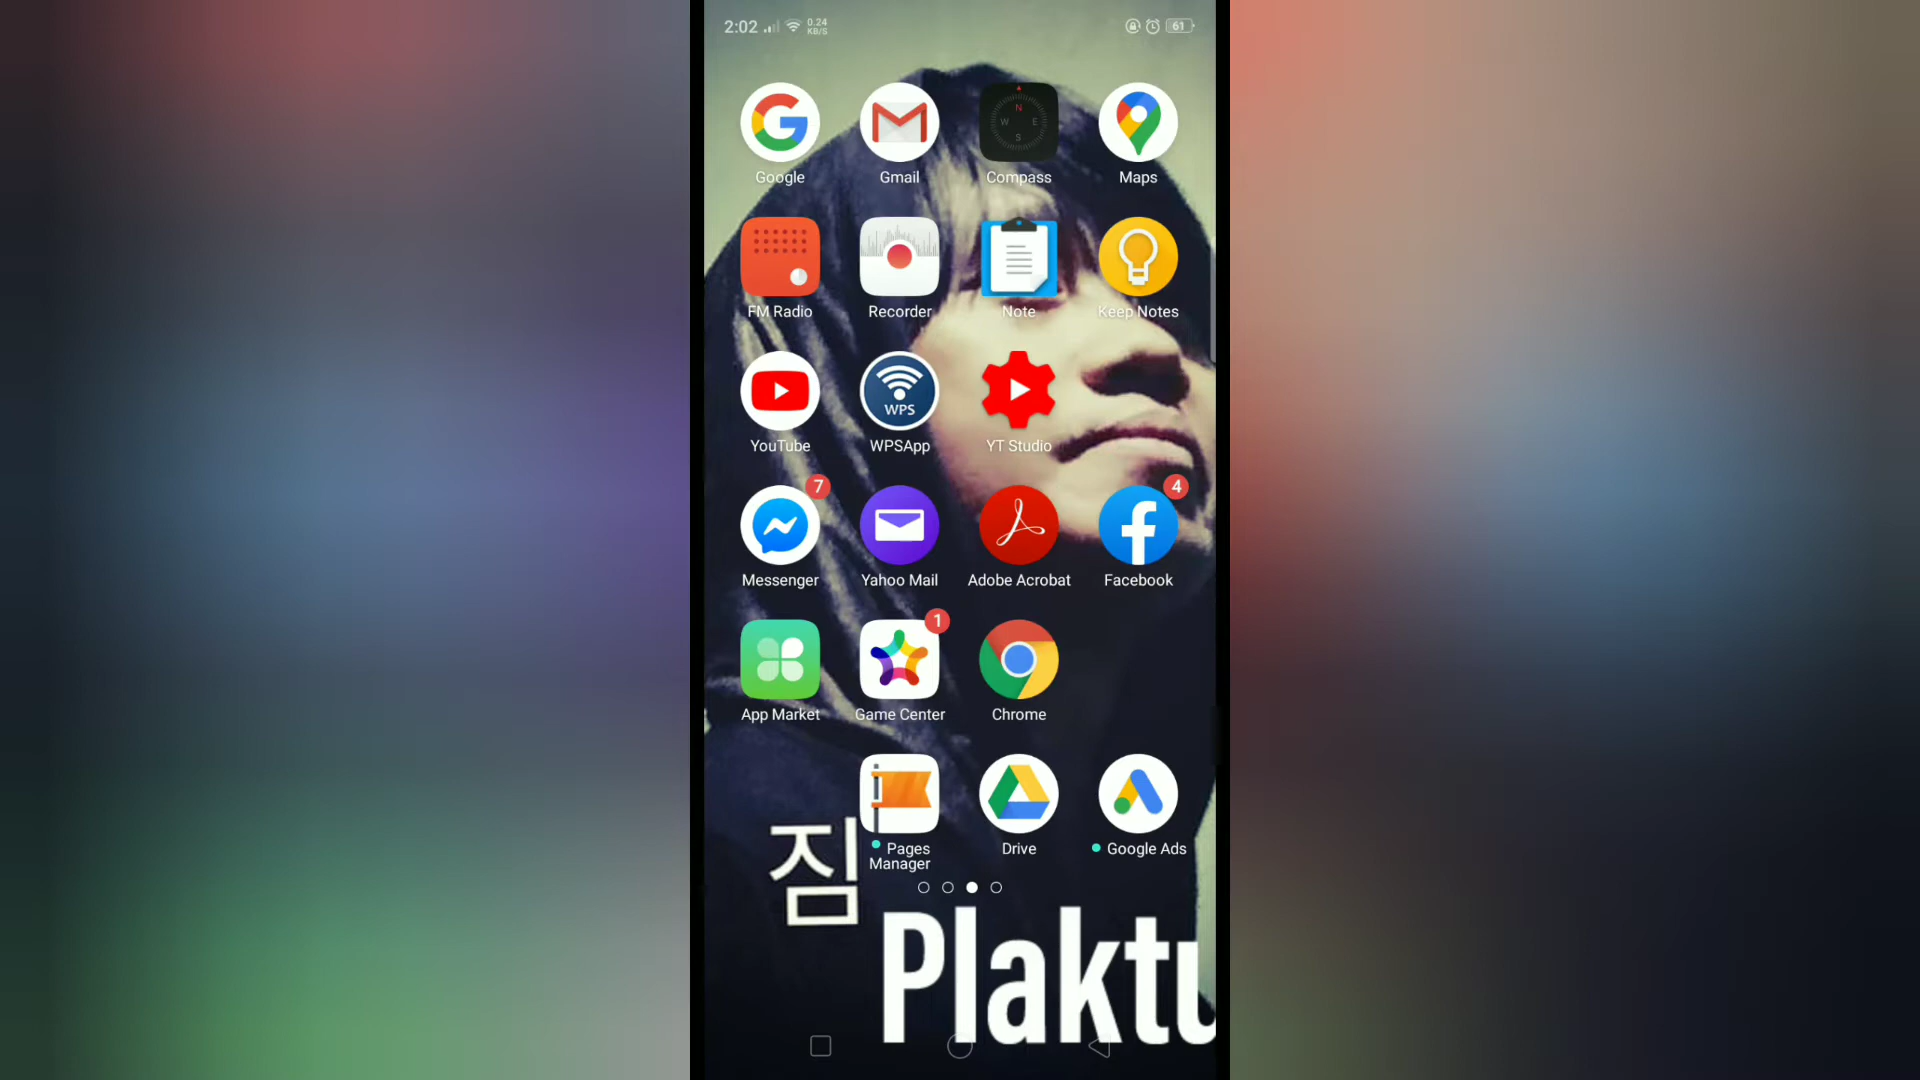 2:02 0.24 KB/S 61
N
W E
S
Google Gmail Compass Maps
FM Radio Recorder Note Keep Notes
WPS
YouTube WPSApp YT Studio
7 4
Messenger Yahoo Mail Adobe Acrobat Facebook
1
App Market Game Center Chrome
Pages Manager Drive Google Ads
짐
Plaktu